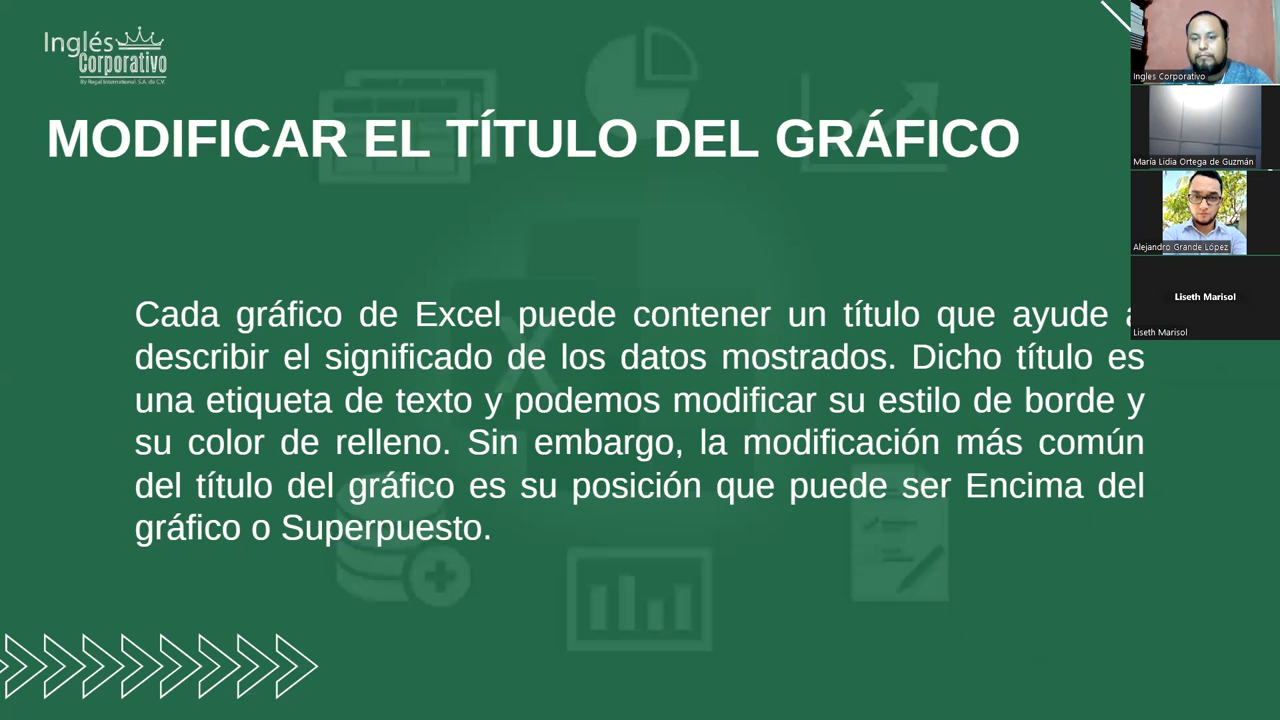 Inglés
Corporativo
By Regal International, S.A. de C.V.
MODIFICAR EL TÍTULO DEL GRÁFICO
Cada gráfico de Excel puede contener un título que ayude a
describir el significado de los datos mostrados. Dicho título es
una etiqueta de texto y podemos modificar su estilo de borde y
su color de relleno. Sin embargo, la modificación más común
del título del gráfico es su posición que puede ser Encima del
gráfico o Superpuesto.
Ingles Corporativo
María Lidia Ortega de Guzmán
Alejandro Grande López
Liseth Marisol
Liseth Marisol